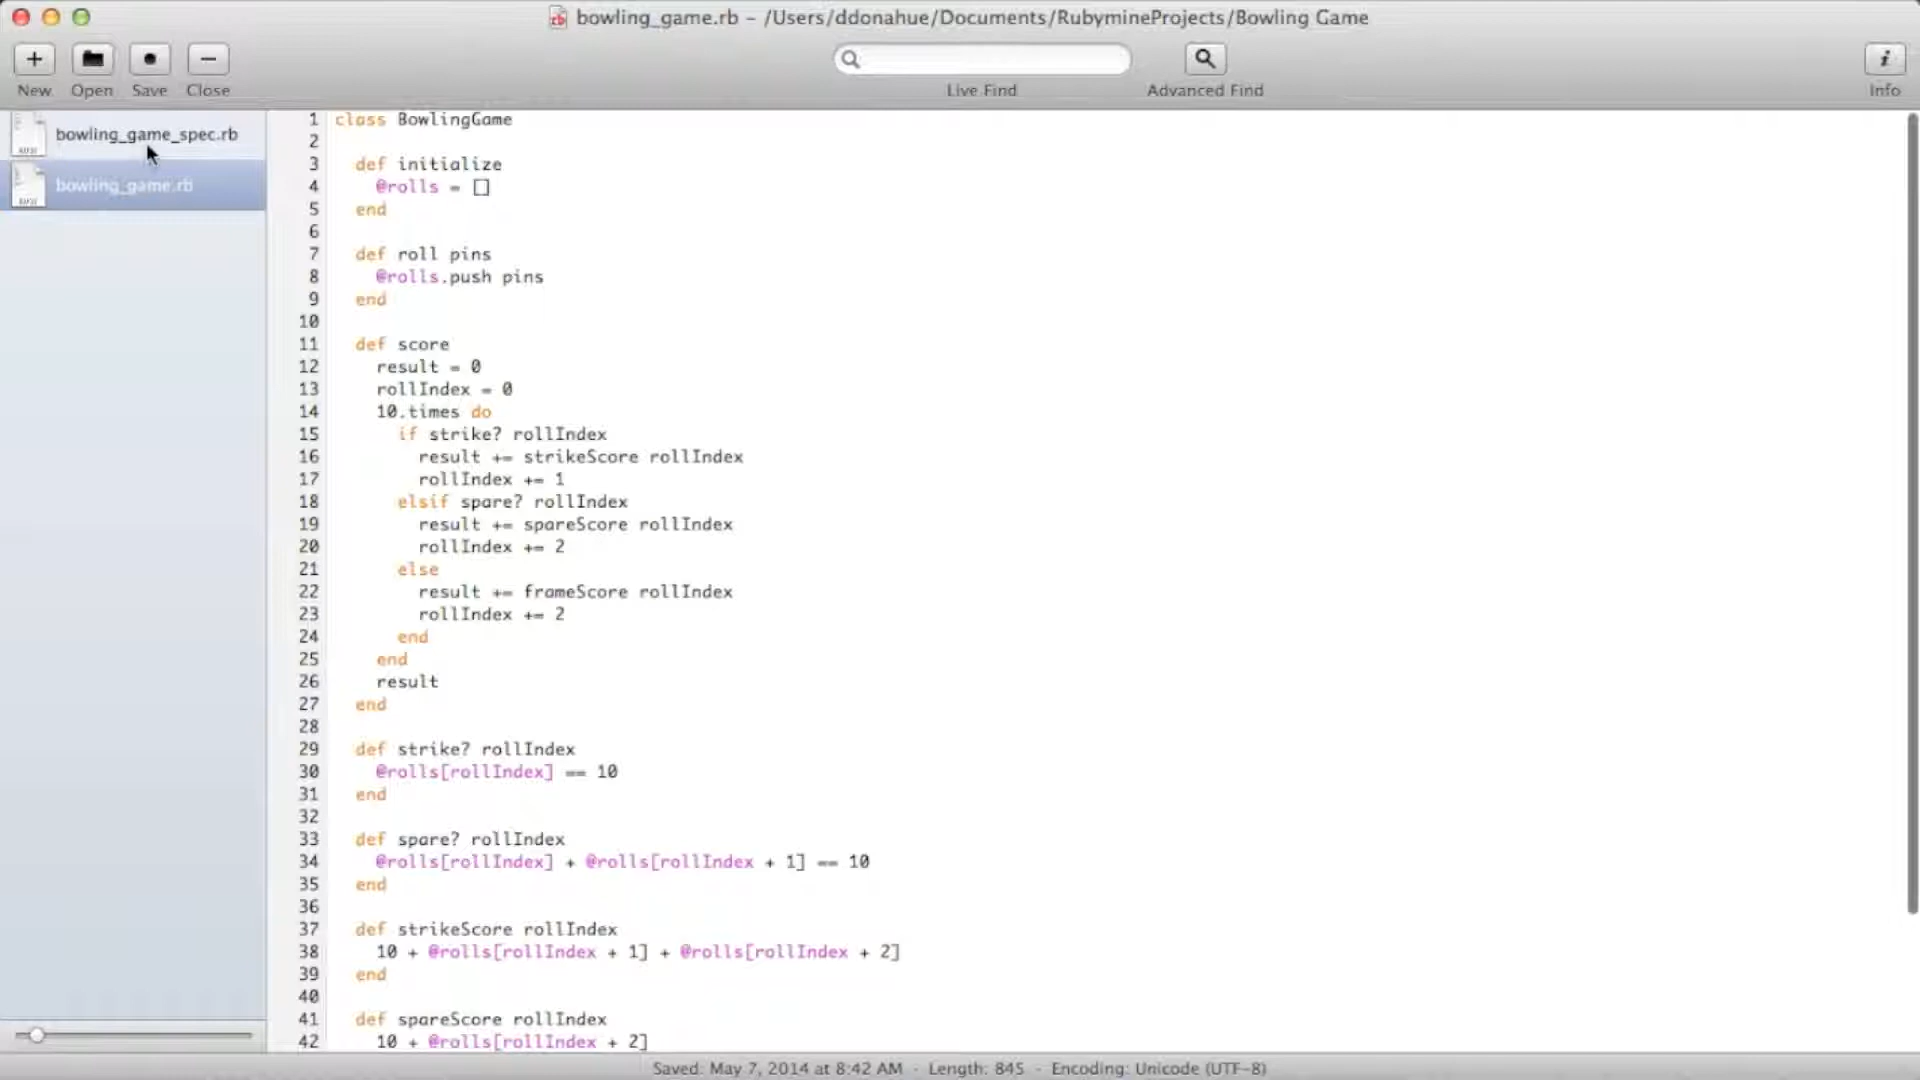 bowling_game.rb – /Users/ddonahue/Documents/RubymineProjects/Bowling Game
New Open Save Close Live Find Advanced Find Info
bowling_game_spec.rb
bowling_game.rb
1 class BowlingGame
2
3 def initialize
4 @rolls = []
5 end
6
7 def roll pins
8 @rolls.push pins
9 end
10
11 def score
12 result = 0
13 rollIndex = 0
14 10.times do
15 if strike? rollIndex
16 result += strikeScore rollIndex
17 rollIndex += 1
18 elsif spare? rollIndex
19 result += spareScore rollIndex
20 rollIndex += 2
21 else
22 result += frameScore rollIndex
23 rollIndex += 2
24 end
25 end
26 result
27 end
28
29 def strike? rollIndex
30 @rolls[rollIndex] == 10
31 end
32
33 def spare? rollIndex
34 @rolls[rollIndex] + @rolls[rollIndex + 1] == 10
35 end
36
37 def strikeScore rollIndex
38 10 + @rolls[rollIndex + 1] + @rolls[rollIndex + 2]
39 end
40
41 def spareScore rollIndex
42 10 + @rolls[rollIndex + 2]
Saved: May 7, 2014 at 8:42 AM - Length: 845 - Encoding: Unicode (UTF-8)